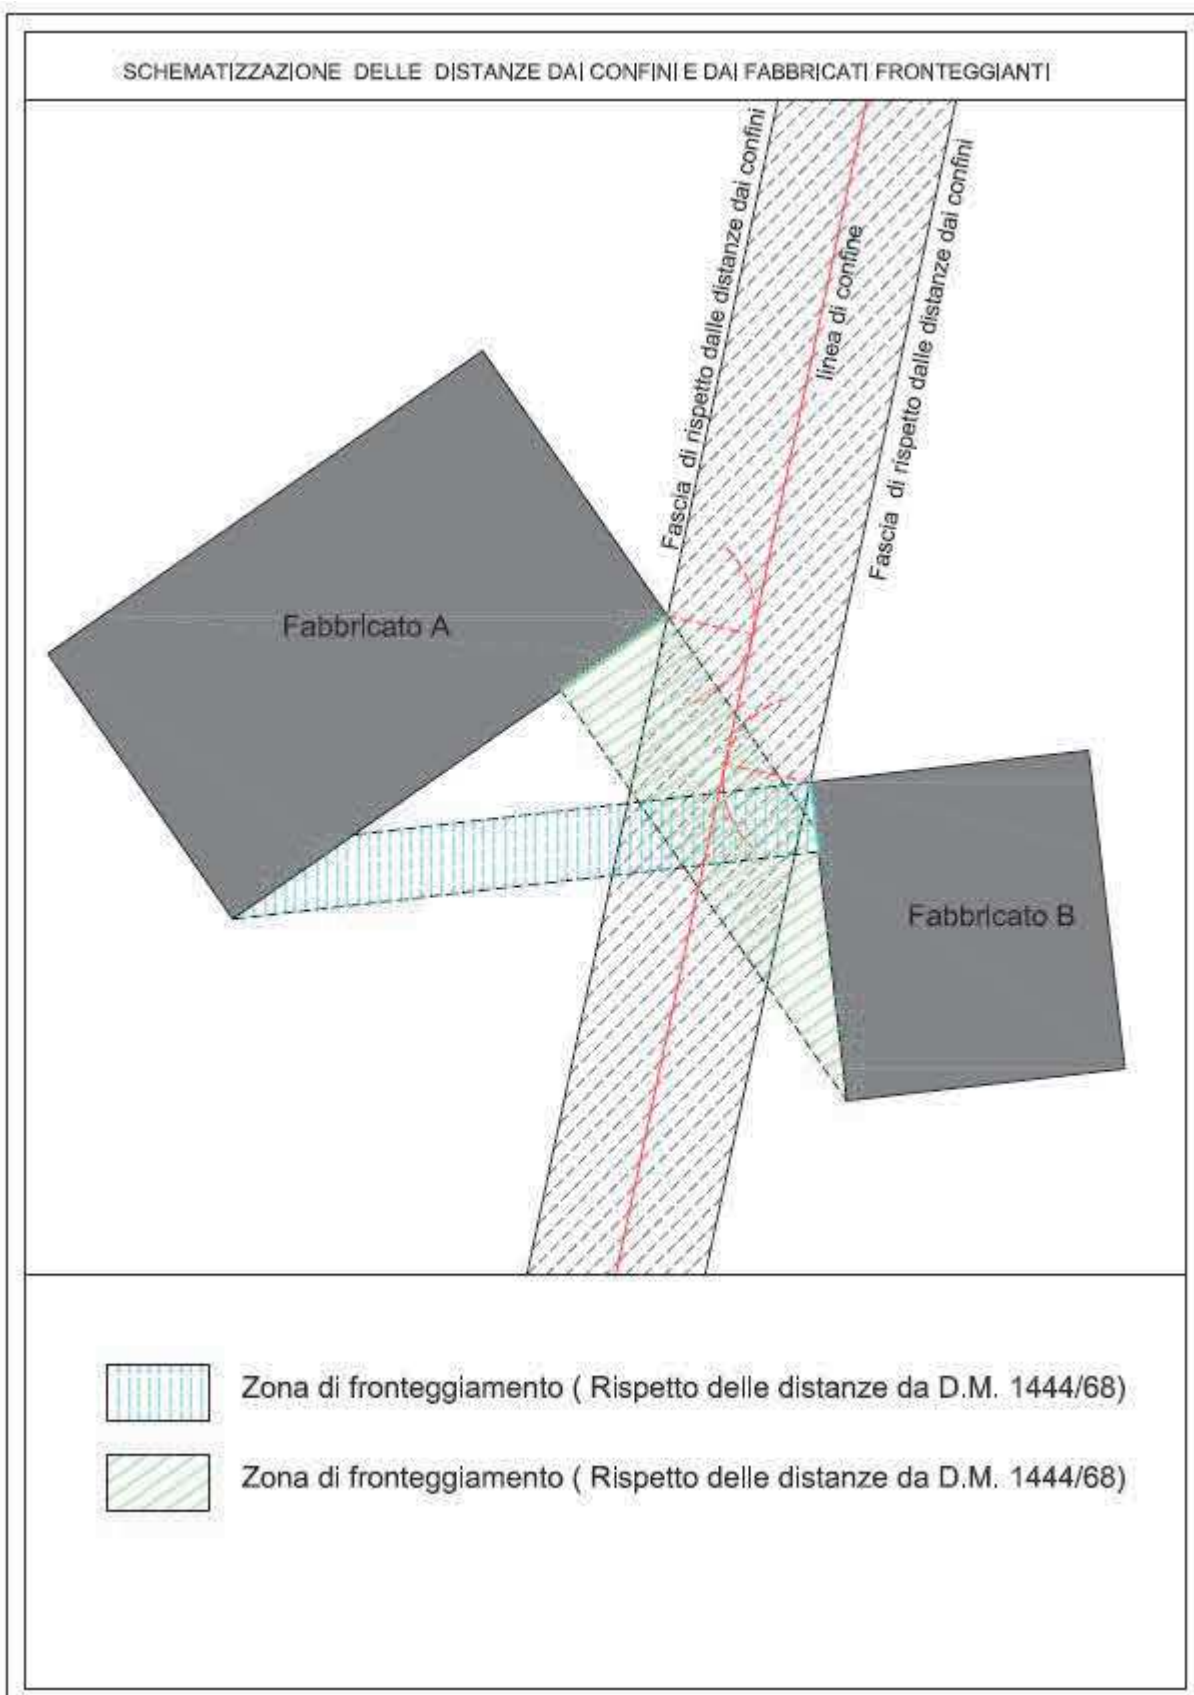 SCHEMATIZZAZIONE DELLE DISTANZE DAI CONFINI E DAI FABBRICATI FRONTEGGIANTI
Fascia di rispetto dalle distanze dai confini
linea di confine
Fascia di rispetto dalle distanze dai confini
Fabbricato A
Fabbricato B
Zona di fronteggiamento ( Rispetto delle distanze da D.M. 1444/68)
Zona di fronteggiamento ( Rispetto delle distanze da D.M. 1444/68)